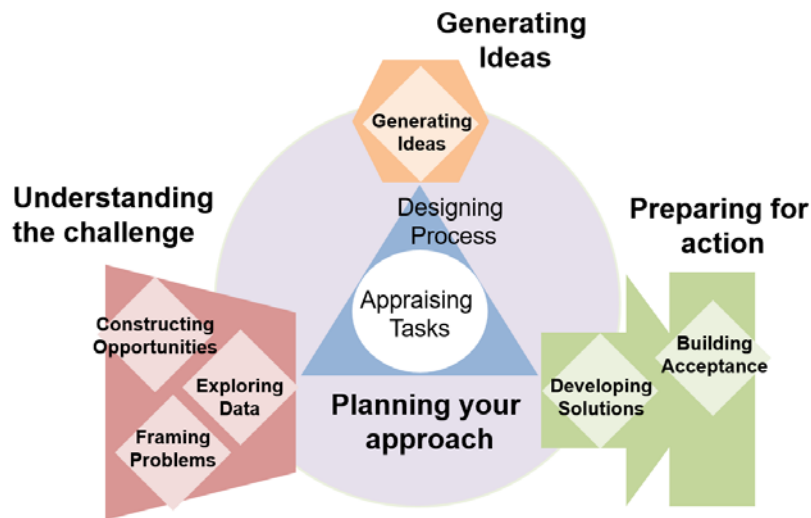 Generating
Ideas
Generating
Ideas
Understanding
the challenge
Designing
Process
Preparing for
action
Appraising
Tasks
Constructing
Opportunities
Exploring
Data
Framing
Problems
Planning your
approach
Developing
Solutions
Building
Acceptance